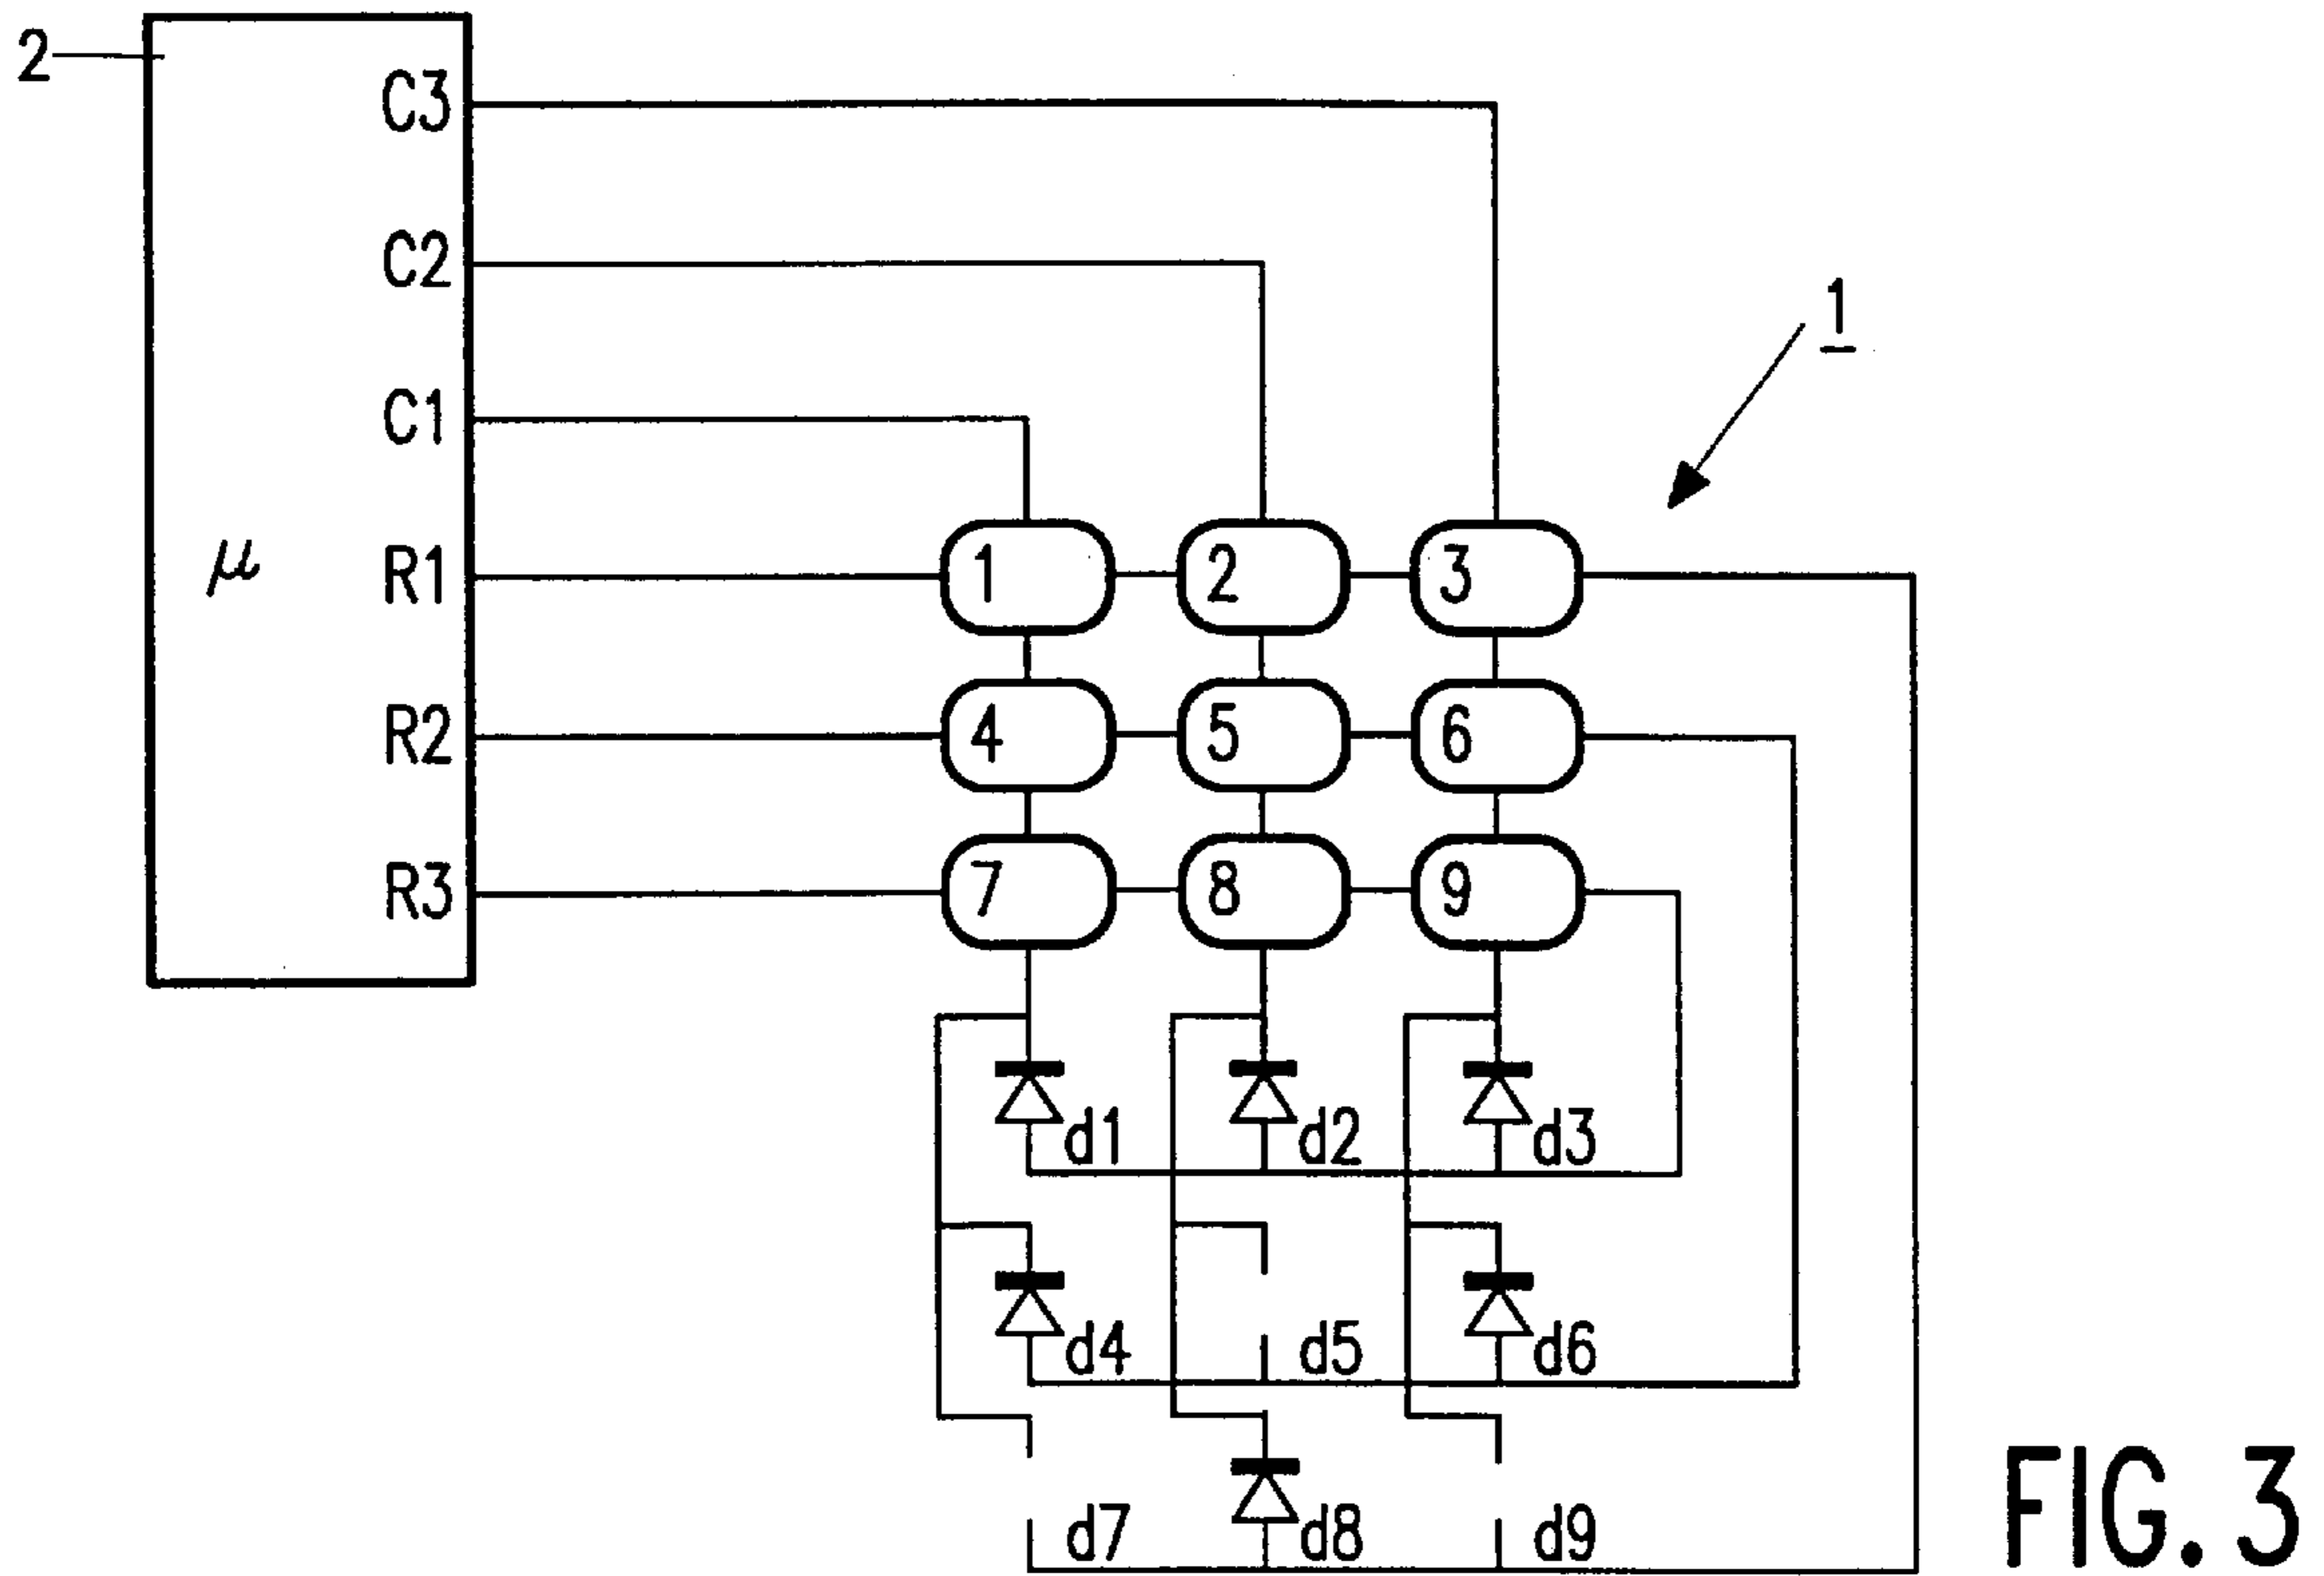 2
C3
C2
C1
1
μ
R1
1 2 3
R2
4 5 6
R3
7 8 9
d1 d2 d3
d4 d5 d6
d7 d8 d9
FIG. 3